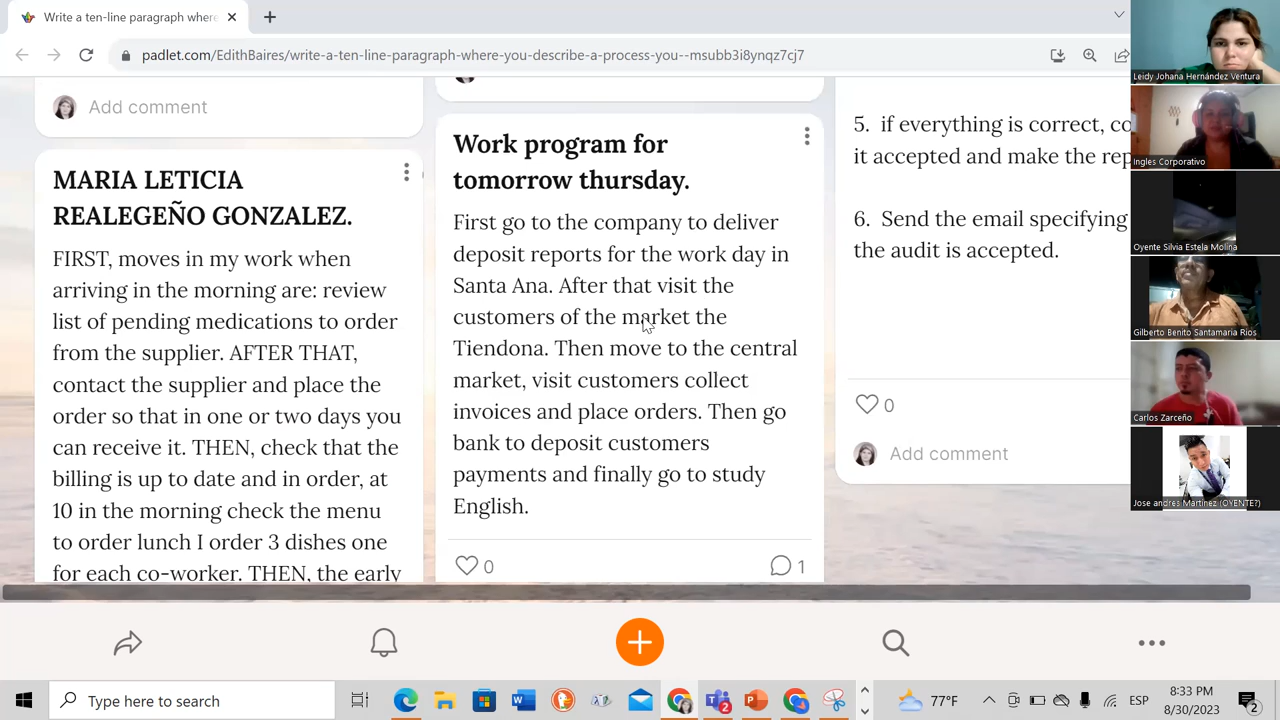 Write a ten-line paragraph where
padlet.com/EdithBaires/write-a-ten-line-paragraph-where-you-describe-a-process-you--msubb3i8ynqz7cj7
Add comment
MARIA LETICIA
REALEGEÑO GONZALEZ.
FIRST, moves in my work when
arriving in the morning are: review
list of pending medications to order
from the supplier. AFTER THAT,
contact the supplier and place the
order so that in one or two days you
can receive it. THEN, check that the
billing is up to date and in order, at
10 in the morning check the menu
to order lunch I order 3 dishes one
for each co-worker. THEN, the early
Work program for
tomorrow thursday.
First go to the company to deliver
deposit reports for the work day in
Santa Ana. After that visit the
customers of the market the
Tiendona. Then move to the central
market, visit customers collect
invoices and place orders. Then go
bank to deposit customers
payments and finally go to study
English.
0
1
5. if everything is correct, co
it accepted and make the rep
6. Send the email specifying
the audit is accepted.
0
Add comment
Leidy Johana Hernández Ventura
Ingles Corporativo
Oyente Silvia Estela Molina
Gilberto Benito Santamaria Rios
Carlos Zarceño
Jose andres Martinez (OYENTE?)
Type here to search
2
77°F
ESP
8:33 PM
8/30/2023
2